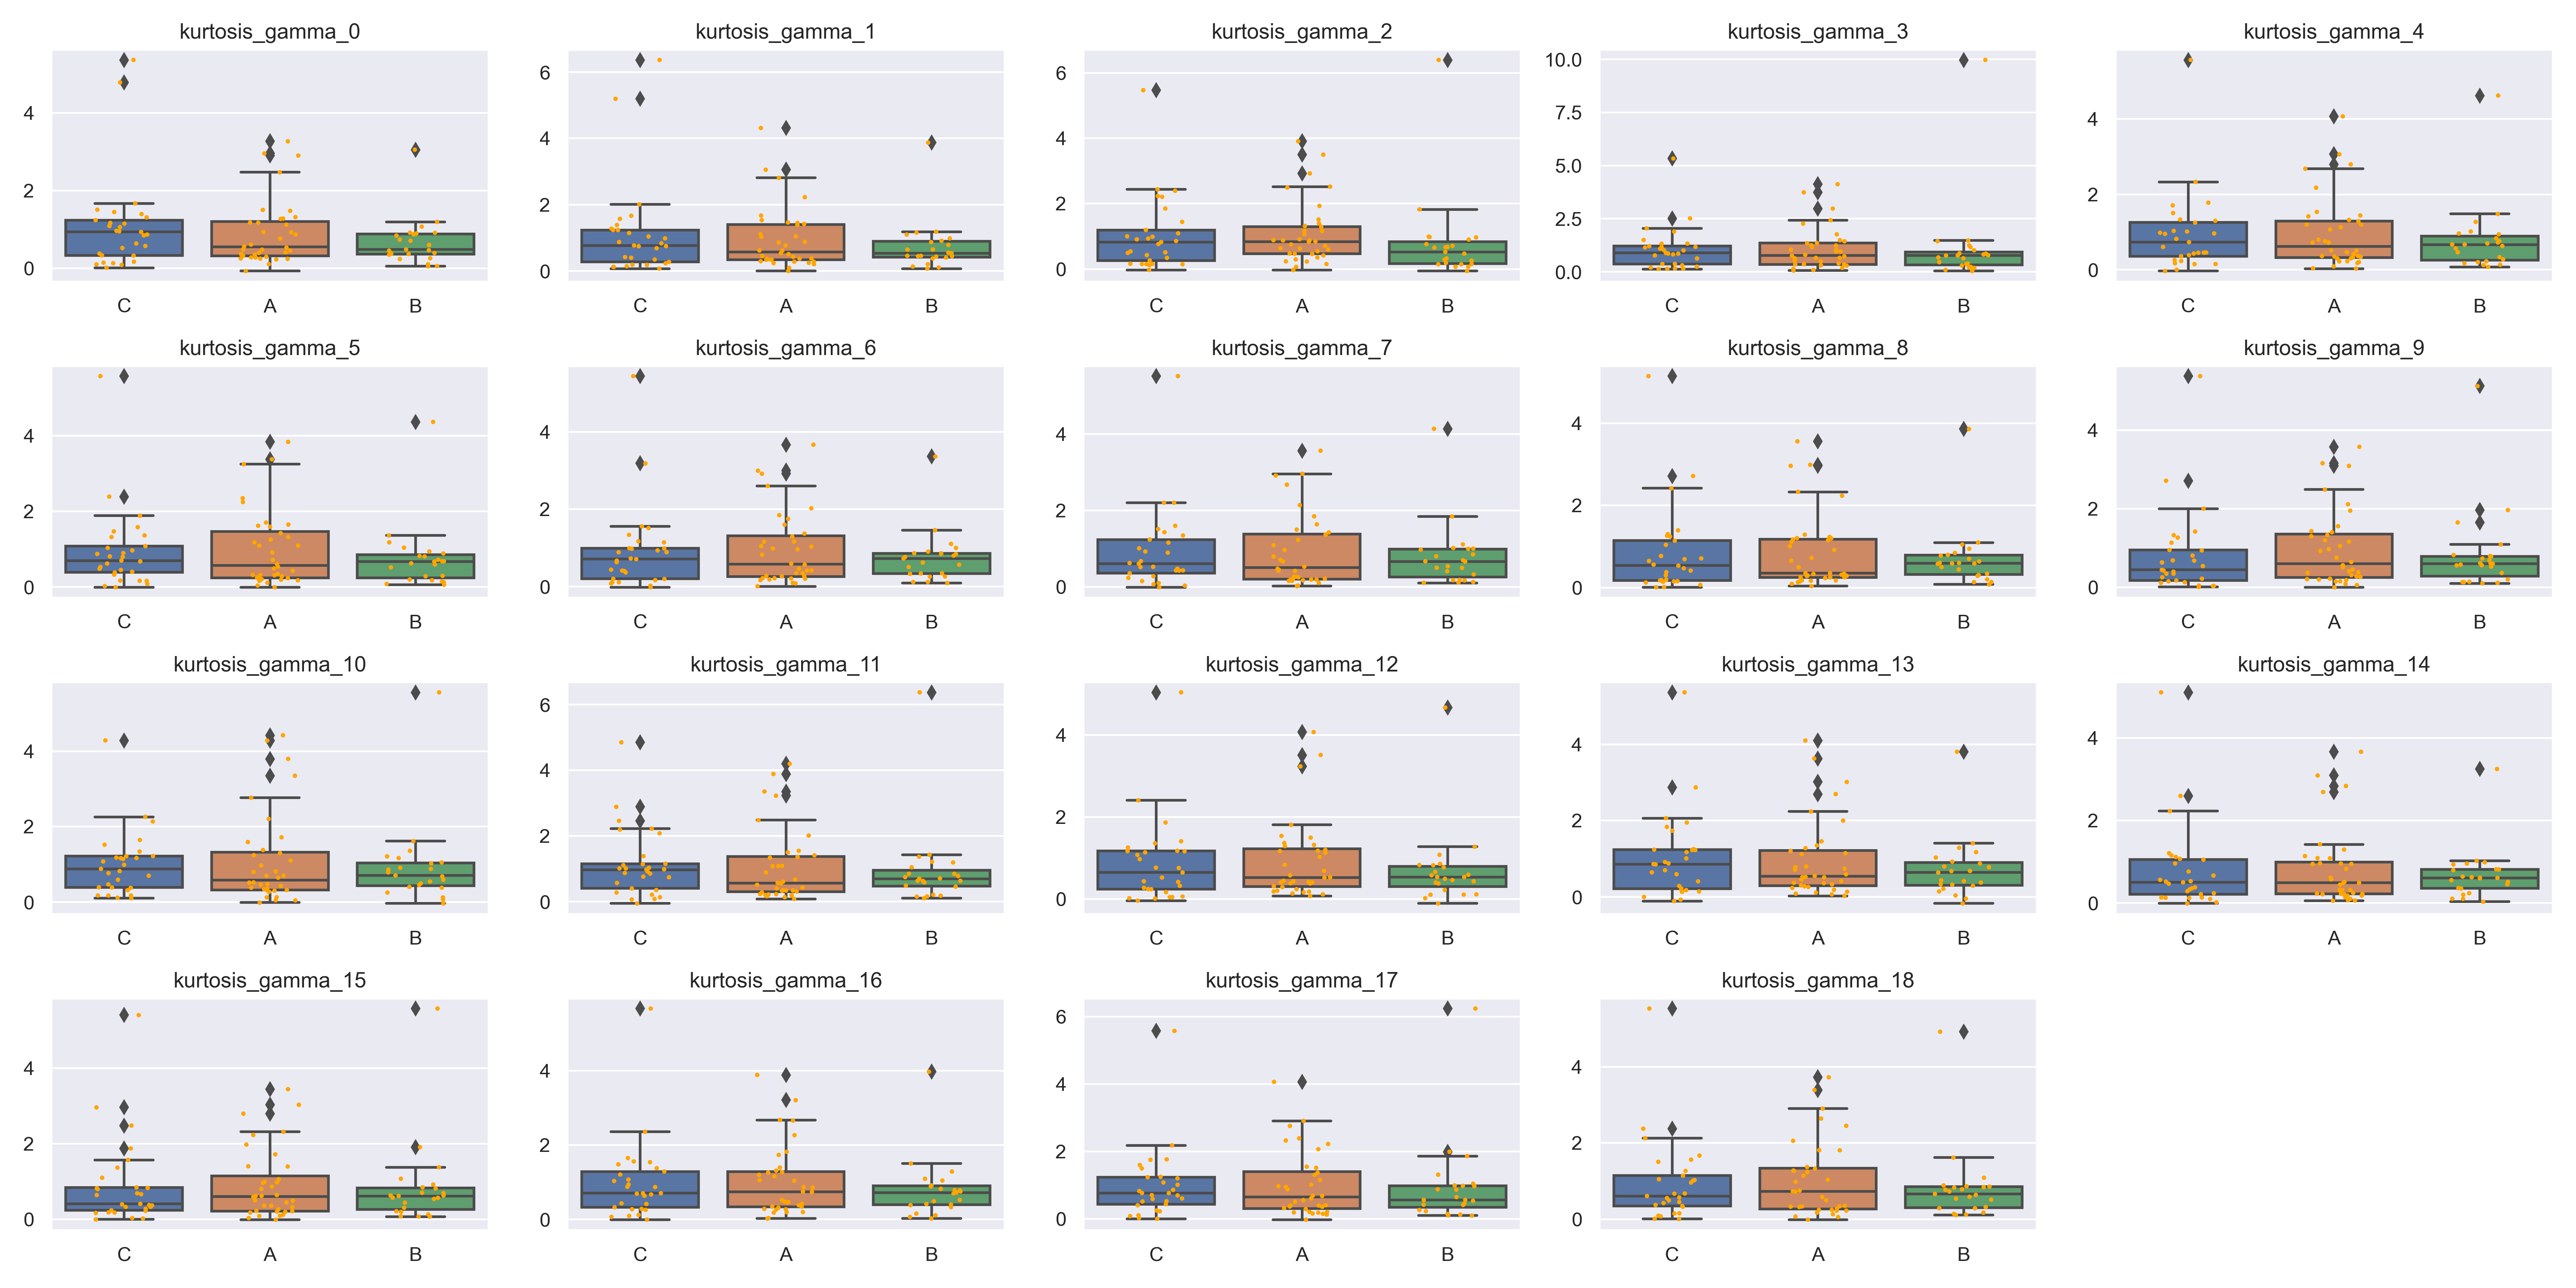 kurtosis_gamma_0 kurtosis_gamma_1 kurtosis_gamma_2 kurtosis_gamma_3 kurtosis_gamma_4
4 2 0 6 4 2 0 6 4 2 0 10.0 7.5 5.0 2.5 0.0 4 2 0
C A B C A B C A B C A B C A B
kurtosis_gamma_5 kurtosis_gamma_6 kurtosis_gamma_7 kurtosis_gamma_8 kurtosis_gamma_9
4 2 0 4 2 0 4 2 0 4 2 0 4 2 0
C A B C A B C A B C A B C A B
kurtosis_gamma_10 kurtosis_gamma_11 kurtosis_gamma_12 kurtosis_gamma_13 kurtosis_gamma_14
4 2 0 6 4 2 0 4 2 0 4 2 0 4 2 0
C A B C A B C A B C A B C A B
kurtosis_gamma_15 kurtosis_gamma_16 kurtosis_gamma_17 kurtosis_gamma_18
4 2 0 4 2 0 6 4 2 0 4 2 0
C A B C A B C A B C A B